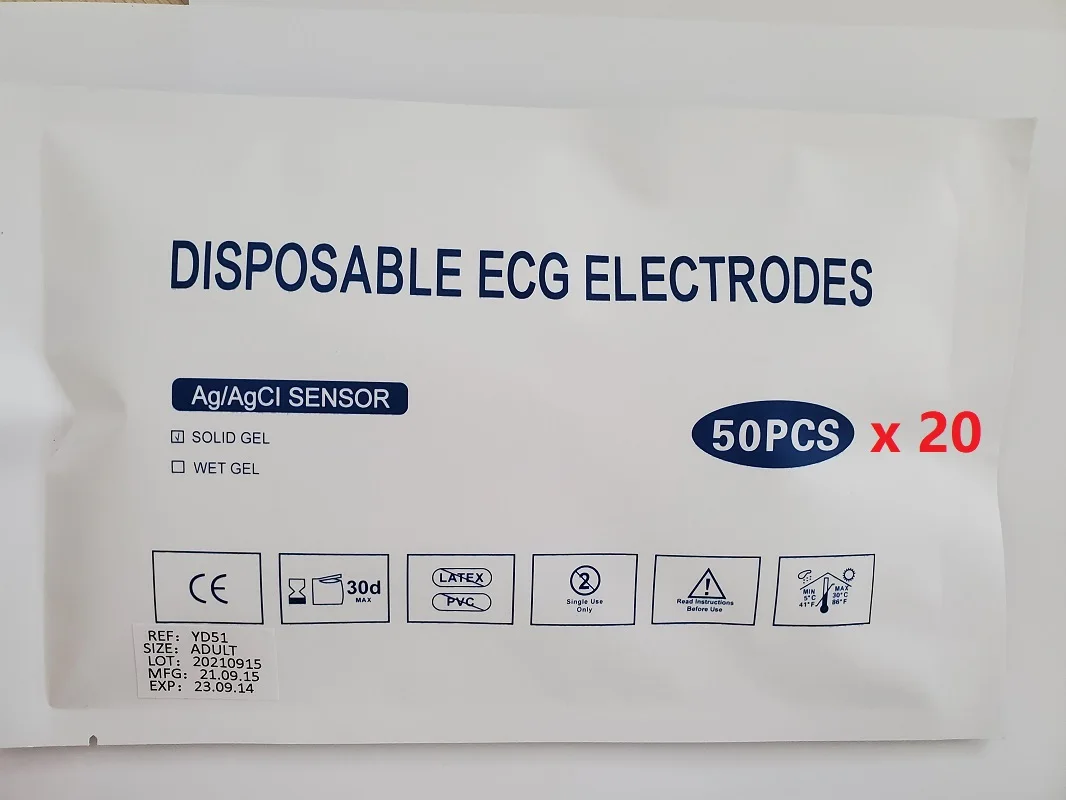 DISPOSABLE ECG ELECTRODES
Ag/AgCl SENSOR
☑ SOLID GEL
☐ WET GEL
50PCS x 20
CE
30d
MAX
LATEX
PVC
2
Single Use
Only
!
Read Instructions
Before Use
MIN
5°C
41°F
MAX
30°C
86°F
REF: YD51
SIZE: ADULT
LOT: 20210915
MFG: 21.09.15
EXP: 23.09.14